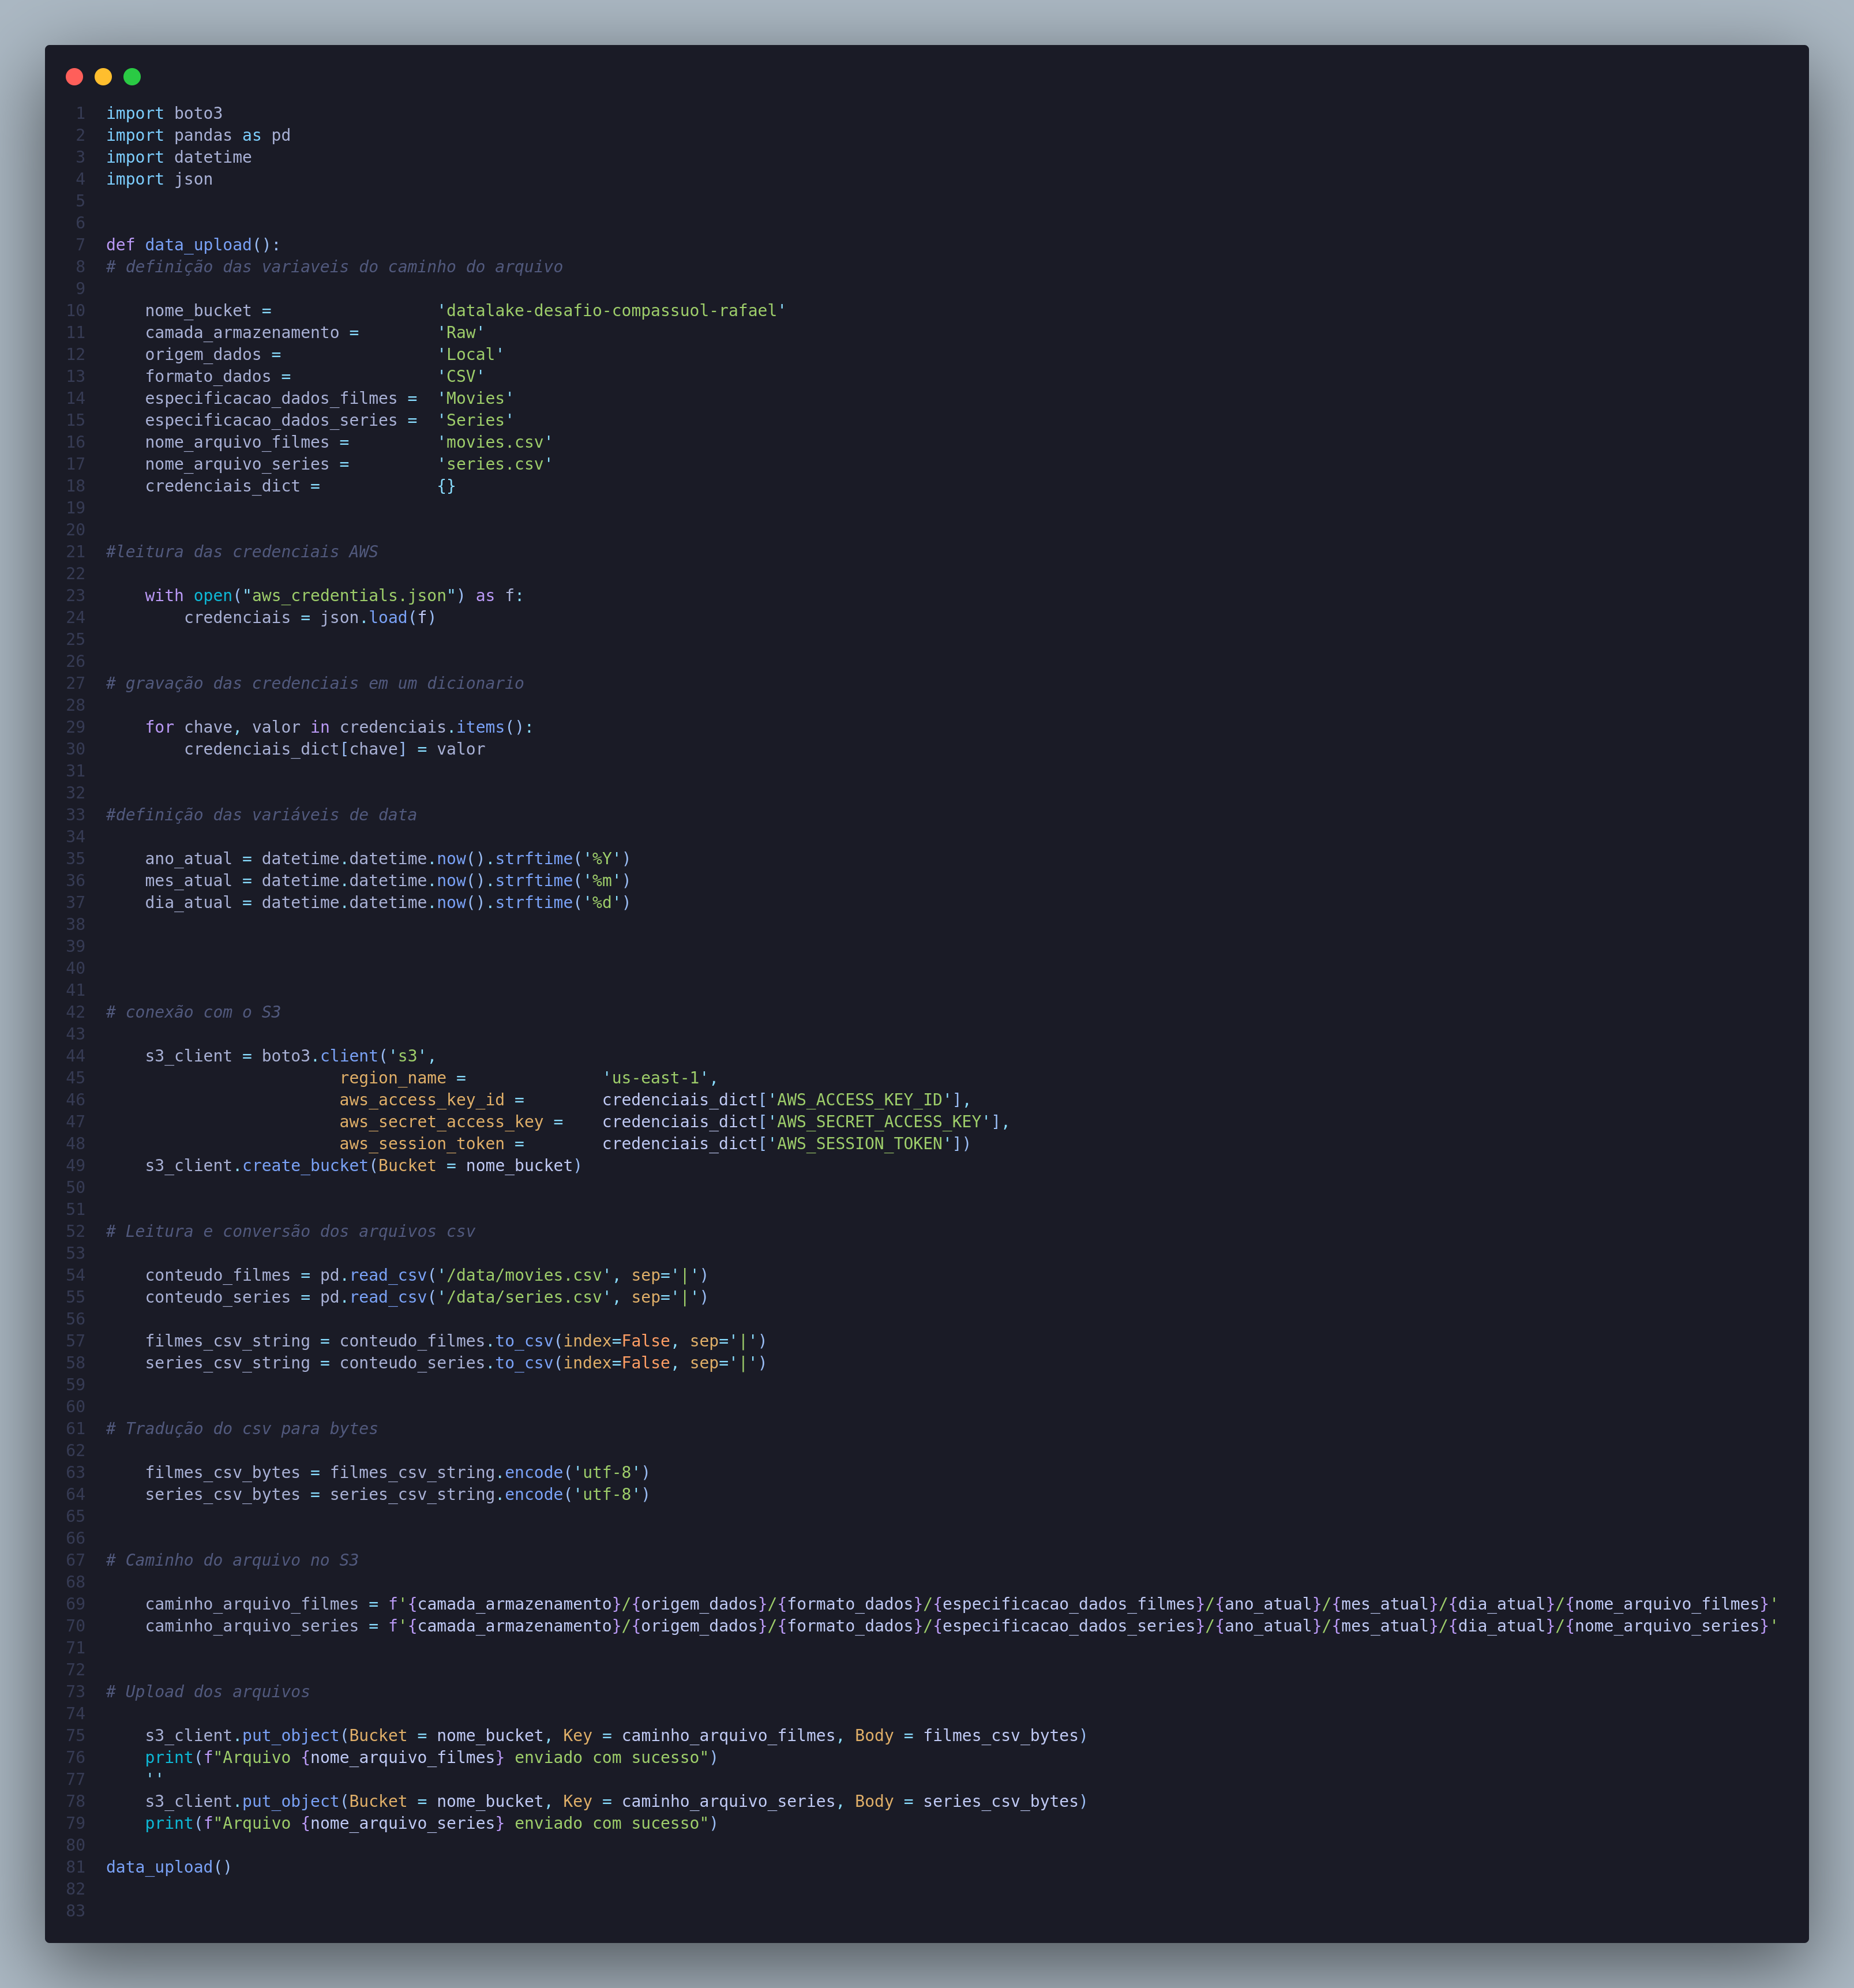 1 import boto3
2 import pandas as pd
3 import datetime
4 import json
5
6
7 def data_upload():
8 # definição das variaveis do caminho do arquivo
9
10     nome_bucket =                 'datalake-desafio-compassuol-rafael'
11     camada_armazenamento =        'Raw'
12     origem_dados =                'Local'
13     formato_dados =               'CSV'
14     especificacao_dados_filmes =  'Movies'
15     especificacao_dados_series =  'Series'
16     nome_arquivo_filmes =         'movies.csv'
17     nome_arquivo_series =         'series.csv'
18     credenciais_dict =            {}
19
20
21 #leitura das credenciais AWS
22
23     with open("aws_credentials.json") as f:
24         credenciais = json.load(f)
25
26
27 # gravação das credenciais em um dicionario
28
29     for chave, valor in credenciais.items():
30         credenciais_dict[chave] = valor
31
32
33 #definição das variáveis de data
34
35     ano_atual = datetime.datetime.now().strftime('%Y')
36     mes_atual = datetime.datetime.now().strftime('%m')
37     dia_atual = datetime.datetime.now().strftime('%d')
38
39
40
41
42 # conexão com o S3
43
44     s3_client = boto3.client('s3',
45                         region_name =              'us-east-1',
46                         aws_access_key_id =        credenciais_dict['AWS_ACCESS_KEY_ID'],
47                         aws_secret_access_key =    credenciais_dict['AWS_SECRET_ACCESS_KEY'],
48                         aws_session_token =        credenciais_dict['AWS_SESSION_TOKEN'])
49     s3_client.create_bucket(Bucket = nome_bucket)
50
51
52 # Leitura e conversão dos arquivos csv
53
54     conteudo_filmes = pd.read_csv('/data/movies.csv', sep='|')
55     conteudo_series = pd.read_csv('/data/series.csv', sep='|')
56
57     filmes_csv_string = conteudo_filmes.to_csv(index=False, sep='|')
58     series_csv_string = conteudo_series.to_csv(index=False, sep='|')
59
60
61 # Tradução do csv para bytes
62
63     filmes_csv_bytes = filmes_csv_string.encode('utf-8')
64     series_csv_bytes = series_csv_string.encode('utf-8')
65
66
67 # Caminho do arquivo no S3
68
69     caminho_arquivo_filmes = f'{camada_armazenamento}/{origem_dados}/{formato_dados}/{especificacao_dados_filmes}/{ano_atual}/{mes_atual}/{dia_atual}/{nome_arquivo_filmes}'
70     caminho_arquivo_series = f'{camada_armazenamento}/{origem_dados}/{formato_dados}/{especificacao_dados_series}/{ano_atual}/{mes_atual}/{dia_atual}/{nome_arquivo_series}'
71
72
73 # Upload dos arquivos
74
75     s3_client.put_object(Bucket = nome_bucket, Key = caminho_arquivo_filmes, Body = filmes_csv_bytes)
76     print(f"Arquivo {nome_arquivo_filmes} enviado com sucesso")
77     ''
78     s3_client.put_object(Bucket = nome_bucket, Key = caminho_arquivo_series, Body = series_csv_bytes)
79     print(f"Arquivo {nome_arquivo_series} enviado com sucesso")
80
81 data_upload()
82
83